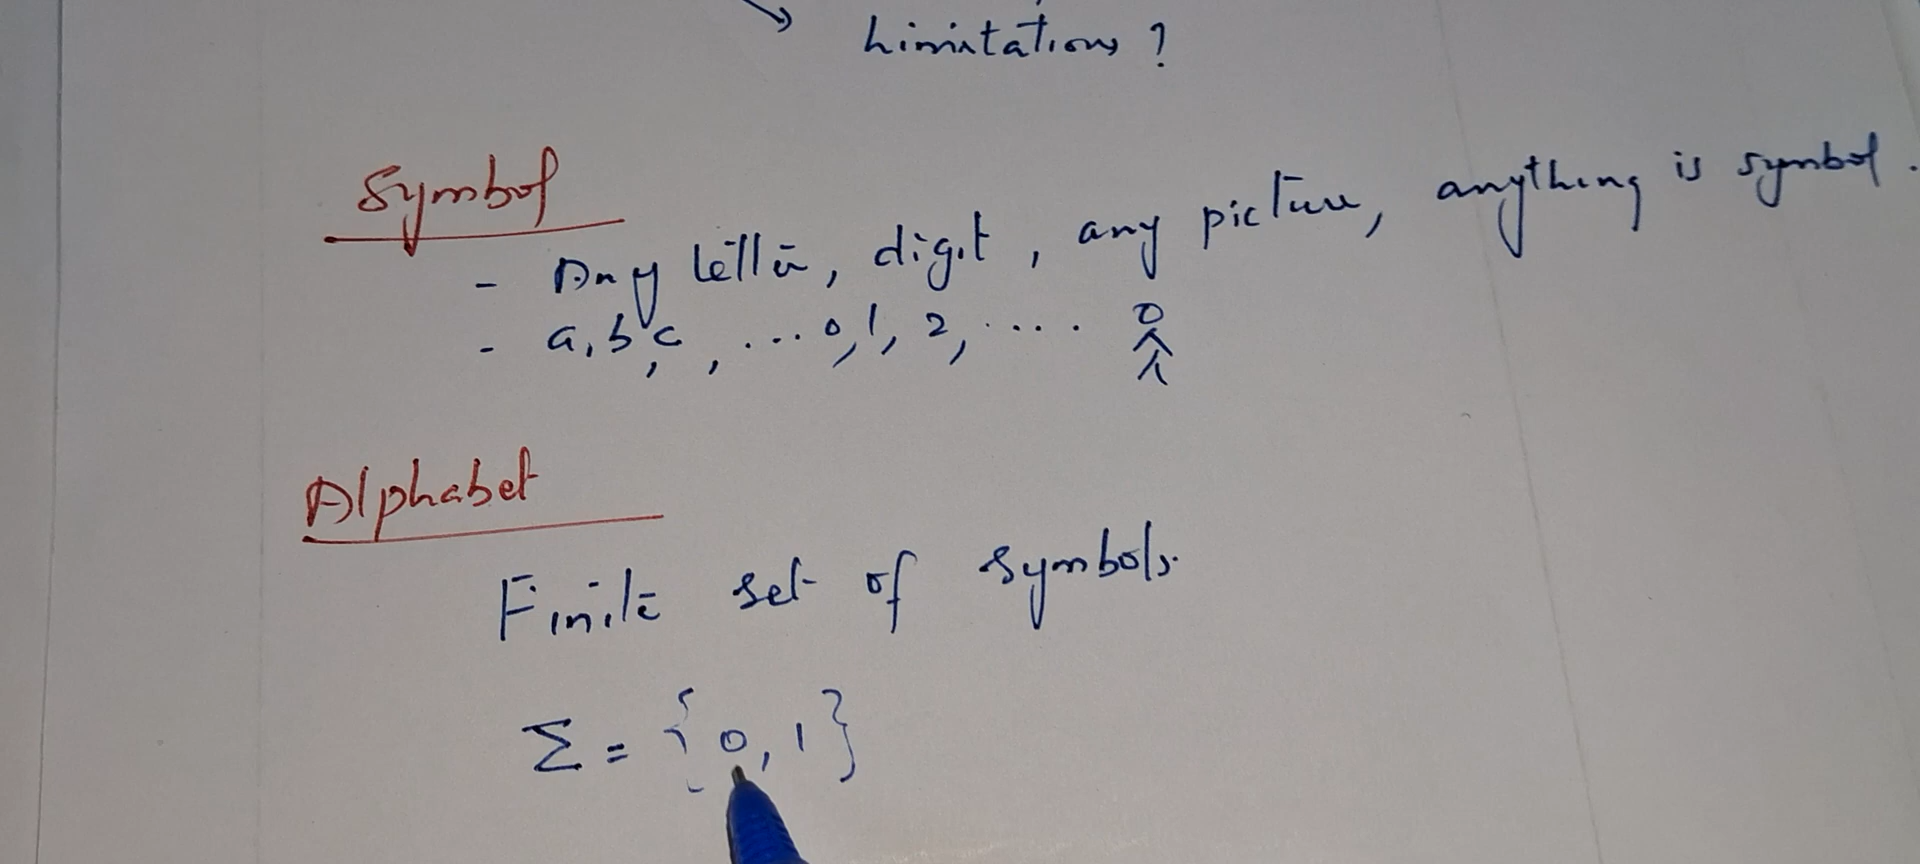 Limitations ?
Symbol
- Any letter, digit, any picture, anything is symbol.
- a, b, c, ... 0, 1, 2, ....
Alphabet
Finite set of symbols.
Σ = {0, 1}